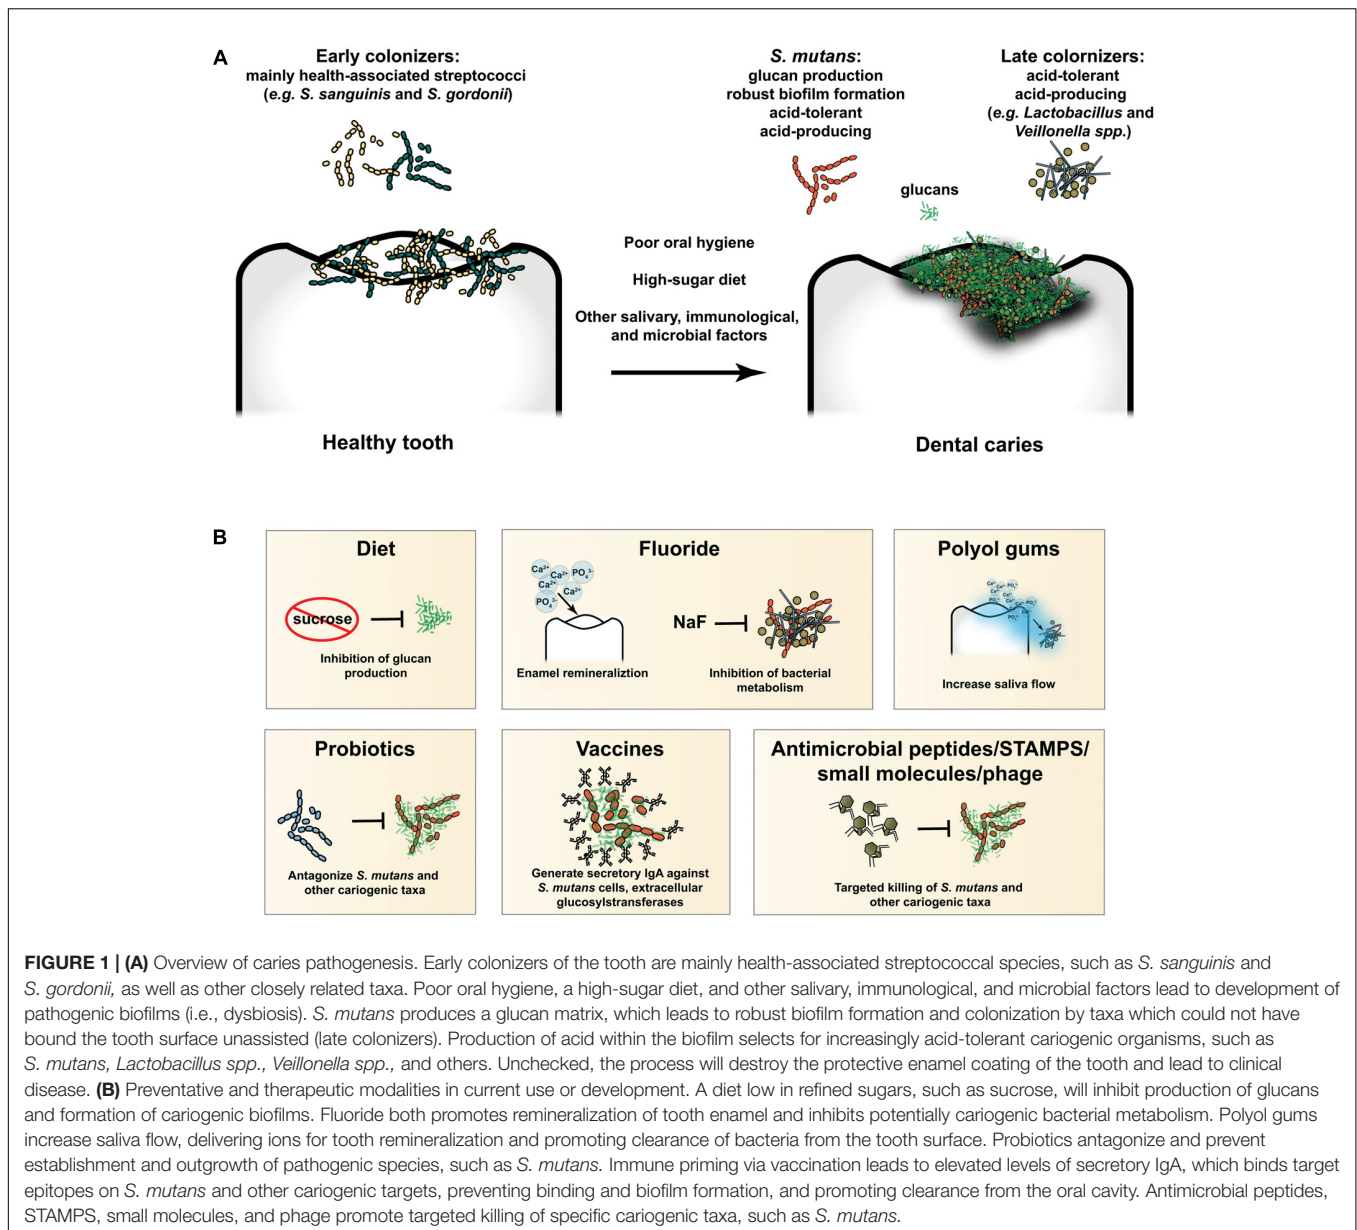 A
Early colonizers:
mainly health-associated streptococci
(e.g. S. sanguinis and S. gordonii)
S. mutans:
glucan production
robust biofilm formation
acid-tolerant
acid-producing
Late colornizers:
acid-tolerant
acid-producing
(e.g. Lactobacillus and
Veillonella spp.)
glucans
Poor oral hygiene
High-sugar diet
Other salivary, immunological,
and microbial factors
Healthy tooth
Dental caries
B
Diet
sucrose
Inhibition of glucan
production
Fluoride
Ca2+
Ca2+
PO43-
Ca2+
Ca2+
PO43-
Enamel remineraliztion
NaF
Inhibition of bacterial
metabolism
Polyol gums
Increase saliva flow
Probiotics
Antagonize S. mutans and
other cariogenic taxa
Vaccines
Generate secretory IgA against
S. mutans cells, extracellular
glucosylstransferases
Antimicrobial peptides/STAMPS/
small molecules/phage
Targeted killing of S. mutans and
other cariogenic taxa
FIGURE 1 | (A) Overview of caries pathogenesis. Early colonizers of the tooth are mainly health-associated streptococcal species, such as S. sanguinis and
S. gordonii, as well as other closely related taxa. Poor oral hygiene, a high-sugar diet, and other salivary, immunological, and microbial factors lead to development of
pathogenic biofilms (i.e., dysbiosis). S. mutans produces a glucan matrix, which leads to robust biofilm formation and colonization by taxa which could not have
bound the tooth surface unassisted (late colonizers). Production of acid within the biofilm selects for increasingly acid-tolerant cariogenic organisms, such as
S. mutans, Lactobacillus spp., Veillonella spp., and others. Unchecked, the process will destroy the protective enamel coating of the tooth and lead to clinical
disease. (B) Preventative and therapeutic modalities in current use or development. A diet low in refined sugars, such as sucrose, will inhibit production of glucans
and formation of cariogenic biofilms. Fluoride both promotes remineralization of tooth enamel and inhibits potentially cariogenic bacterial metabolism. Polyol gums
increase saliva flow, delivering ions for tooth remineralization and promoting clearance of bacteria from the tooth surface. Probiotics antagonize and prevent
establishment and outgrowth of pathogenic species, such as S. mutans. Immune priming via vaccination leads to elevated levels of secretory IgA, which binds target
epitopes on S. mutans and other cariogenic targets, preventing binding and biofilm formation, and promoting clearance from the oral cavity. Antimicrobial peptides,
STAMPS, small molecules, and phage promote targeted killing of specific cariogenic taxa, such as S. mutans.